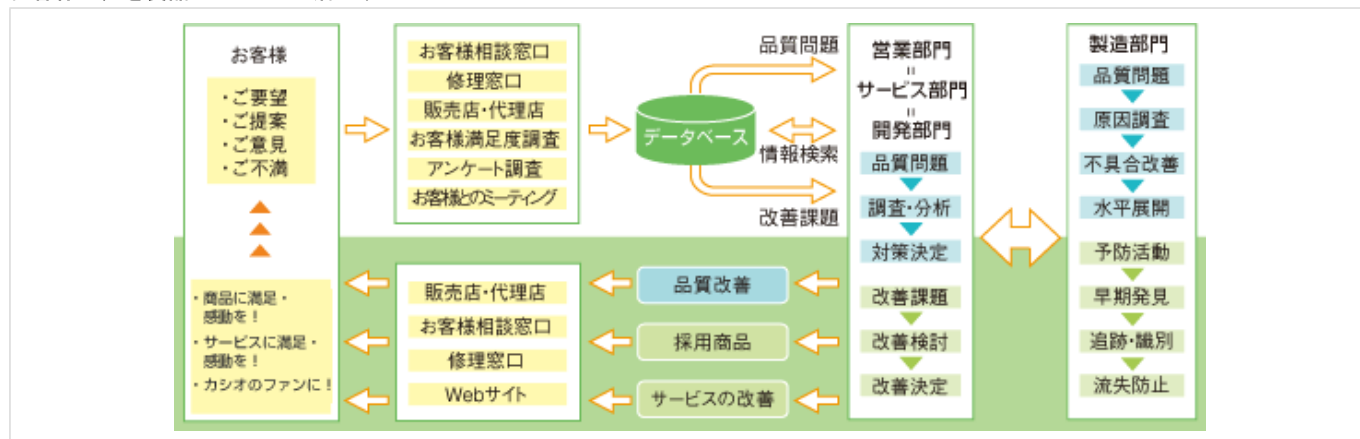 お客様
・ご要望
・ご提案
・ご意見
・ご不満
・商品に満足・
感動を！
・サービスに満足・
感動を！
・カシオのファンに！
お客様相談窓口
修理窓口
販売店・代理店
お客様満足度調査
アンケート調査
お客様とのミーティング
販売店・代理店
お客様相談窓口
修理窓口
Webサイト
品質問題
データベース
情報検索
改善課題
品質改善
採用商品
サービスの改善
営業部門
=
サービス部門
=
開発部門
品質問題
調査・分析
対策決定
改善課題
改善検討
改善決定
製造部門
品質問題
原因調査
不具合改善
水平展開
予防活動
早期発見
追跡・識別
流失防止